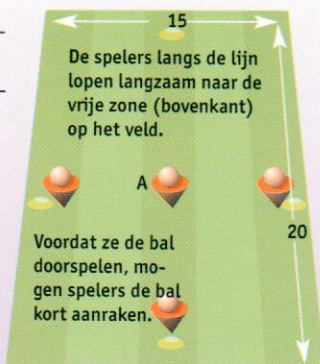 15
De spelers langs de lijn
lopen langzaam naar de
vrije zone (bovenkant)
op het veld.
A
20
Voordat ze de bal
doorspelen, mo-
gen spelers de bal
kort aanraken.